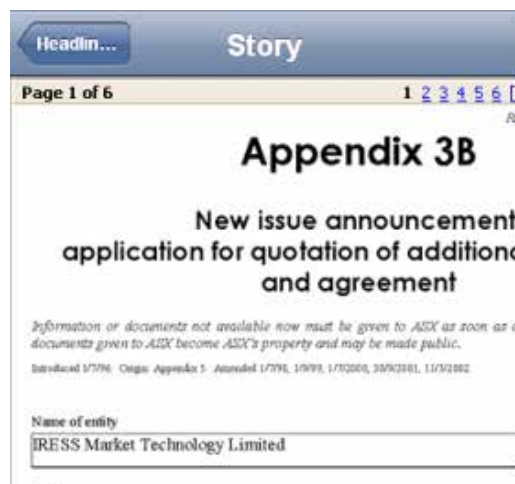 Headlin... Story
Page 1 of 6 1 2 3 4 5 6 [
R
Appendix 3B
New issue announcement
application for quotation of additiona
and agreement
Information or documents not available now must be given to ASX as soon as
documents given to ASX become ASX's property and may be made public.
Introduced 1/7/96 Origin: Appendix 5 Amended 1/7/98, 1/9/99, 1/7/2000, 30/9/2001, 11/3/2002
Name of entity
IRESS Market Technology Limited